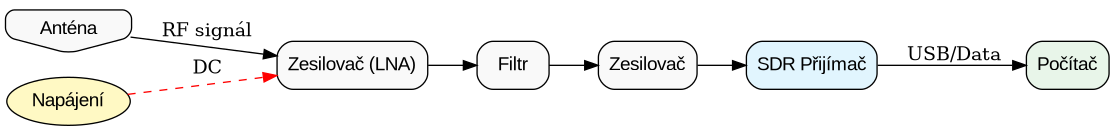 Anténa
RF signál
DC
Napájení
Zesilovač (LNA)
Filtr
Zesilovač
SDR Přijímač
USB/Data
Počítač